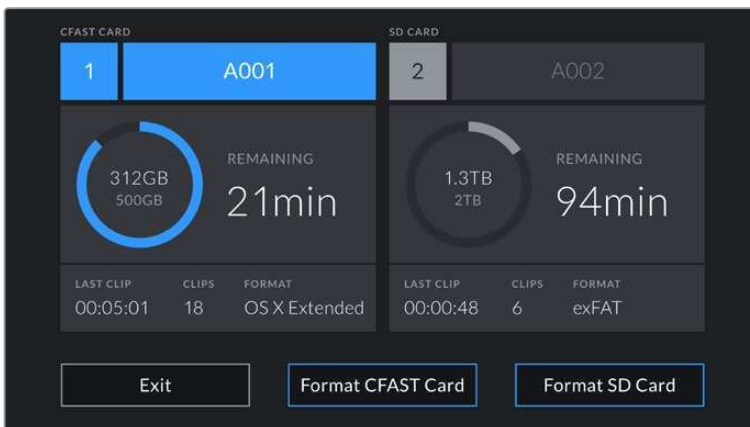 CFAST CARD
1
A001
312GB
500GB
REMAINING
21min
LAST CLIP
CLIPS
FORMAT
00:05:01
18
OS X Extended
SD CARD
2
A002
1.3TB
2TB
REMAINING
94min
LAST CLIP
CLIPS
FORMAT
00:00:48
6
exFAT
Exit
Format CFAST Card
Format SD Card